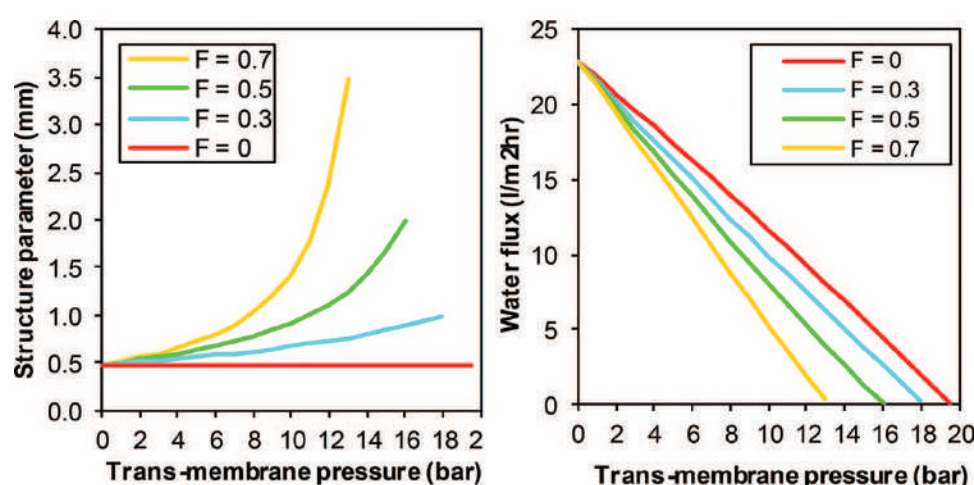 Structure parameter (mm)
4.0
3.5
3.0
2.5
2.0
1.5
1.0
0.5
0.0
F = 0.7
F = 0.5
F = 0.3
F = 0
0 2 4 6 8 10 12 14 16 18 2
Trans-membrane pressure (bar)
Water flux (l/m2hr)
25
20
15
10
5
0
F = 0
F = 0.3
F = 0.5
F = 0.7
0 2 4 6 8 10 12 14 16 18 20
Trans-membrane pressure (bar)